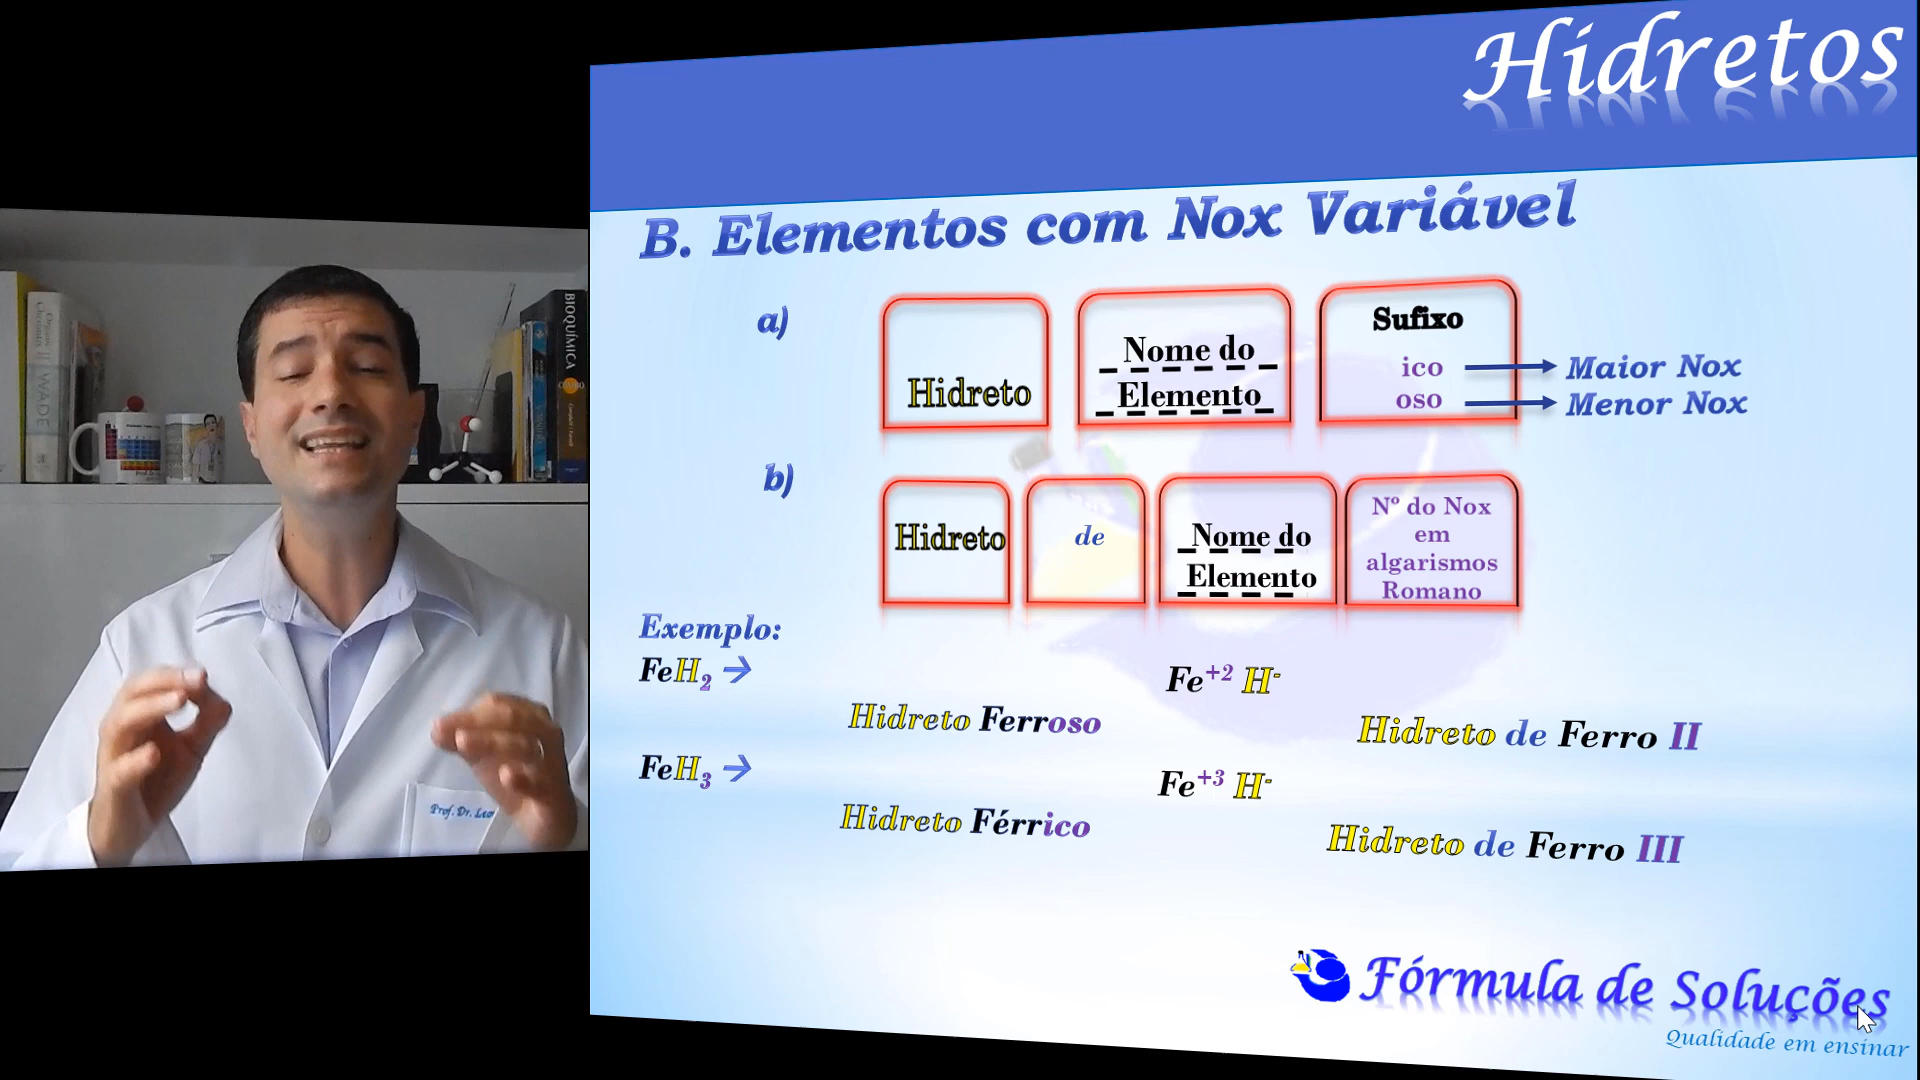 Hidretos
B. Elementos com Nox Variável
a)
Hidreto
Nome do
Elemento
Sufixo
ico
oso
Maior Nox
Menor Nox
b)
Hidreto
de
Nome do
Elemento
Nº do Nox
em
algarismos
Romano
Exemplo:
FeH₂ →
Fe⁺² H⁻
Hidreto Ferroso
Hidreto de Ferro II
FeH₃ →
Fe⁺³ H⁻
Hidreto Férrico
Hidreto de Ferro III
Fórmula de Soluções
Qualidade em ensinar
BIOQUÍMICA
WADE
Prof. Dr.